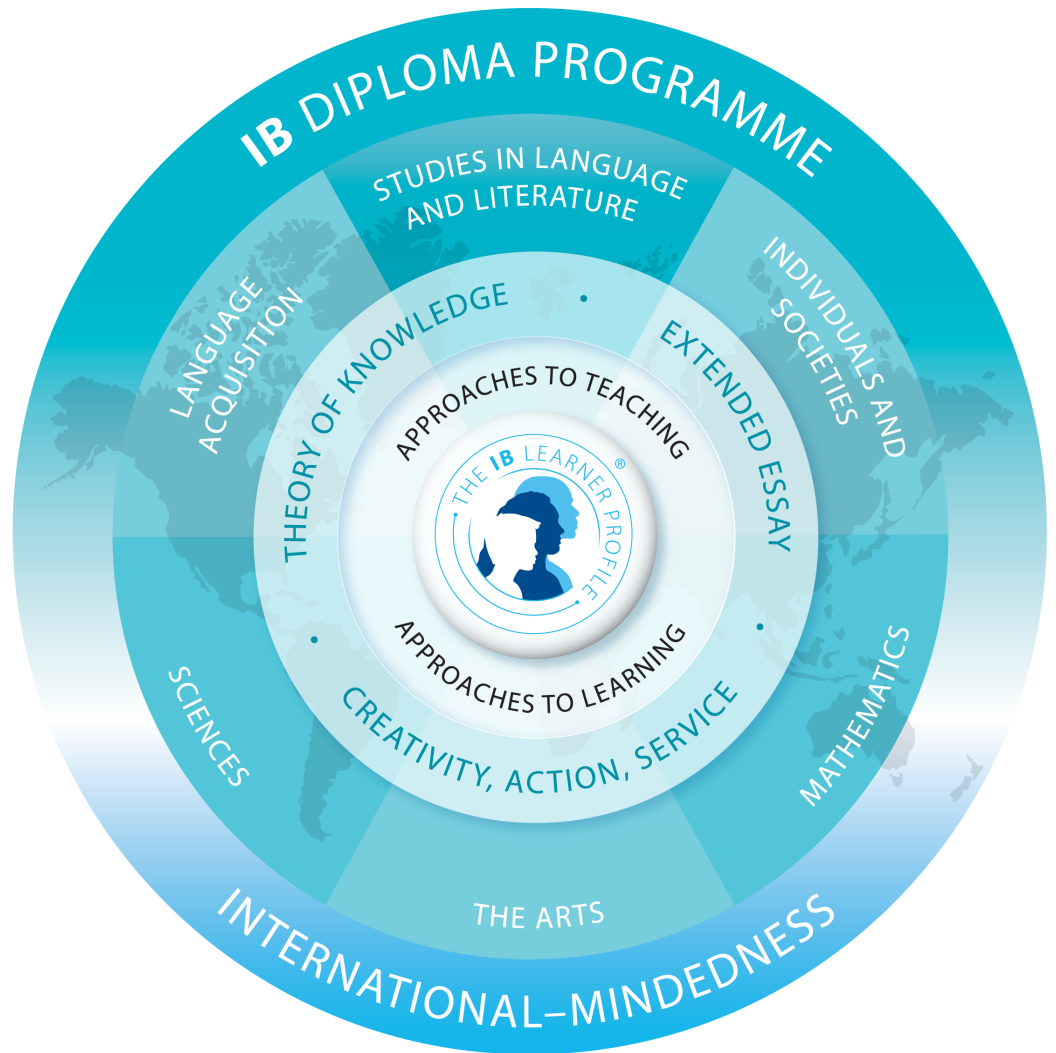 IB DIPLOMA PROGRAMME
STUDIES IN LANGUAGE
AND LITERATURE
LANGUAGE
ACQUISITION
INDIVIDUALS AND
SOCIETIES
THEORY OF KNOWLEDGE
EXTENDED ESSAY
APPROACHES TO TEACHING
THE IB LEARNER PROFILE ®
APPROACHES TO LEARNING
CREATIVITY, ACTION, SERVICE
SCIENCES
MATHEMATICS
THE ARTS
INTERNATIONAL–MINDEDNESS